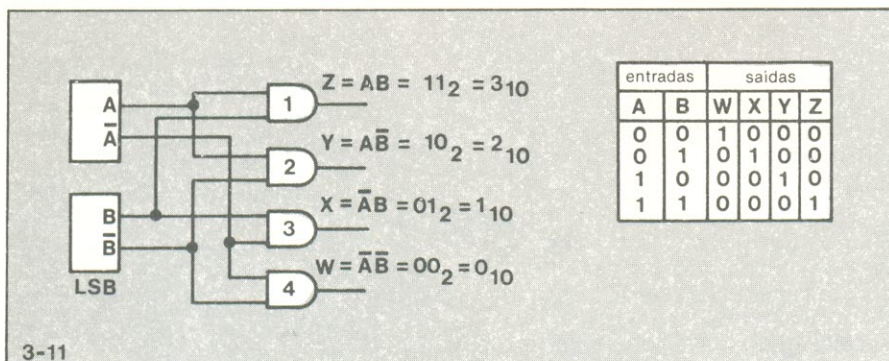 A
Ā
B
B̄
LSB
1
2
3
4
Z = AB = 11₂ = 3₁₀
Y = AB̄ = 10₂ = 2₁₀
X = ĀB = 01₂ = 1₁₀
W = ĀB̄ = 00₂ = 0₁₀
entradas saidas
A B W X Y Z
0 0 1 0 0 0
0 1 0 1 0 0
1 0 0 0 1 0
1 1 0 0 0 1
3-11